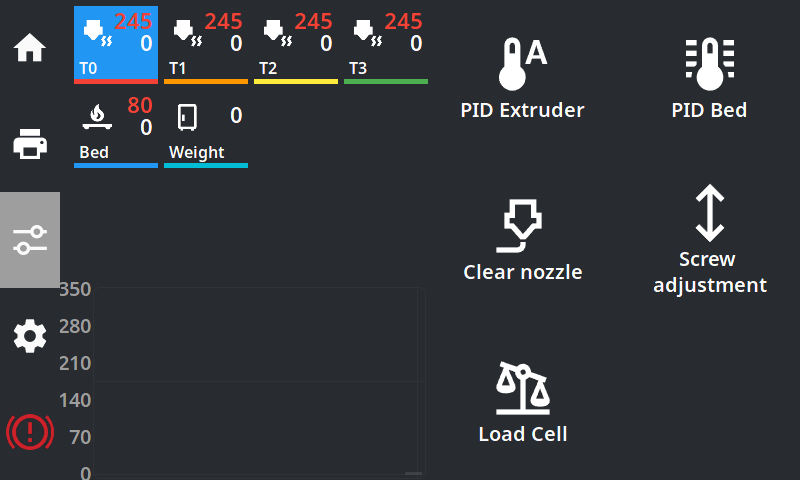 245
0
T0
245
0
T1
245
0
T2
245
0
T3
80
0
Bed
0
Weight
350
280
210
140
70
0
A
PID Extruder
PID Bed
Clear nozzle
Screw
adjustment
Load Cell